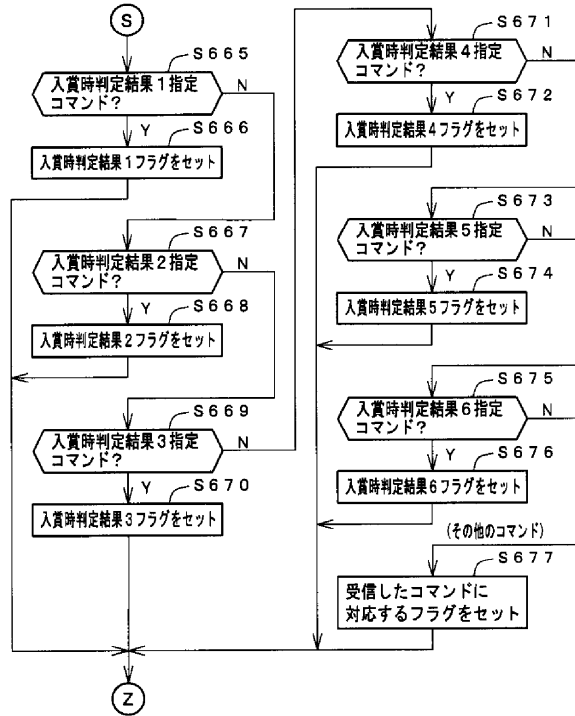 S
S665
入賞時判定結果1指定
コマンド?
N
Y
S666
入賞時判定結果1フラグをセット
S667
入賞時判定結果2指定
コマンド?
N
Y
S668
入賞時判定結果2フラグをセット
S669
入賞時判定結果3指定
コマンド?
N
Y
S670
入賞時判定結果3フラグをセット
S671
入賞時判定結果4指定
コマンド?
N
Y
S672
入賞時判定結果4フラグをセット
S673
入賞時判定結果5指定
コマンド?
N
Y
S674
入賞時判定結果5フラグをセット
S675
入賞時判定結果6指定
コマンド?
N
Y
S676
入賞時判定結果6フラグをセット
(その他のコマンド)
S677
受信したコマンドに
対応するフラグをセット
Z